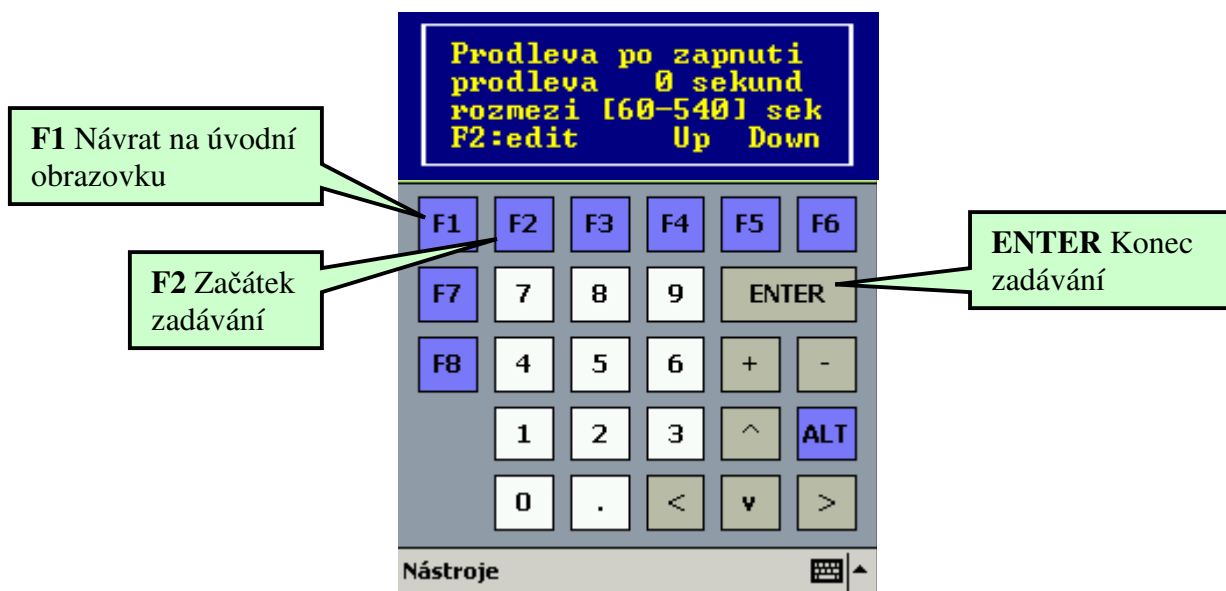 Prodleva po zapnuti
prodleva 0 sekund
rozmezi [60-540] sek
F2:edit Up Down
F1 Návrat na úvodní
obrazovku
F1 F2 F3 F4 F5 F6
ENTER Konec
zadávání
F2 Začátek
zadávání
F7 7 8 9 ENTER
F8 4 5 6 + -
1 2 3 ^ ALT
0 . < v >
Nástroje